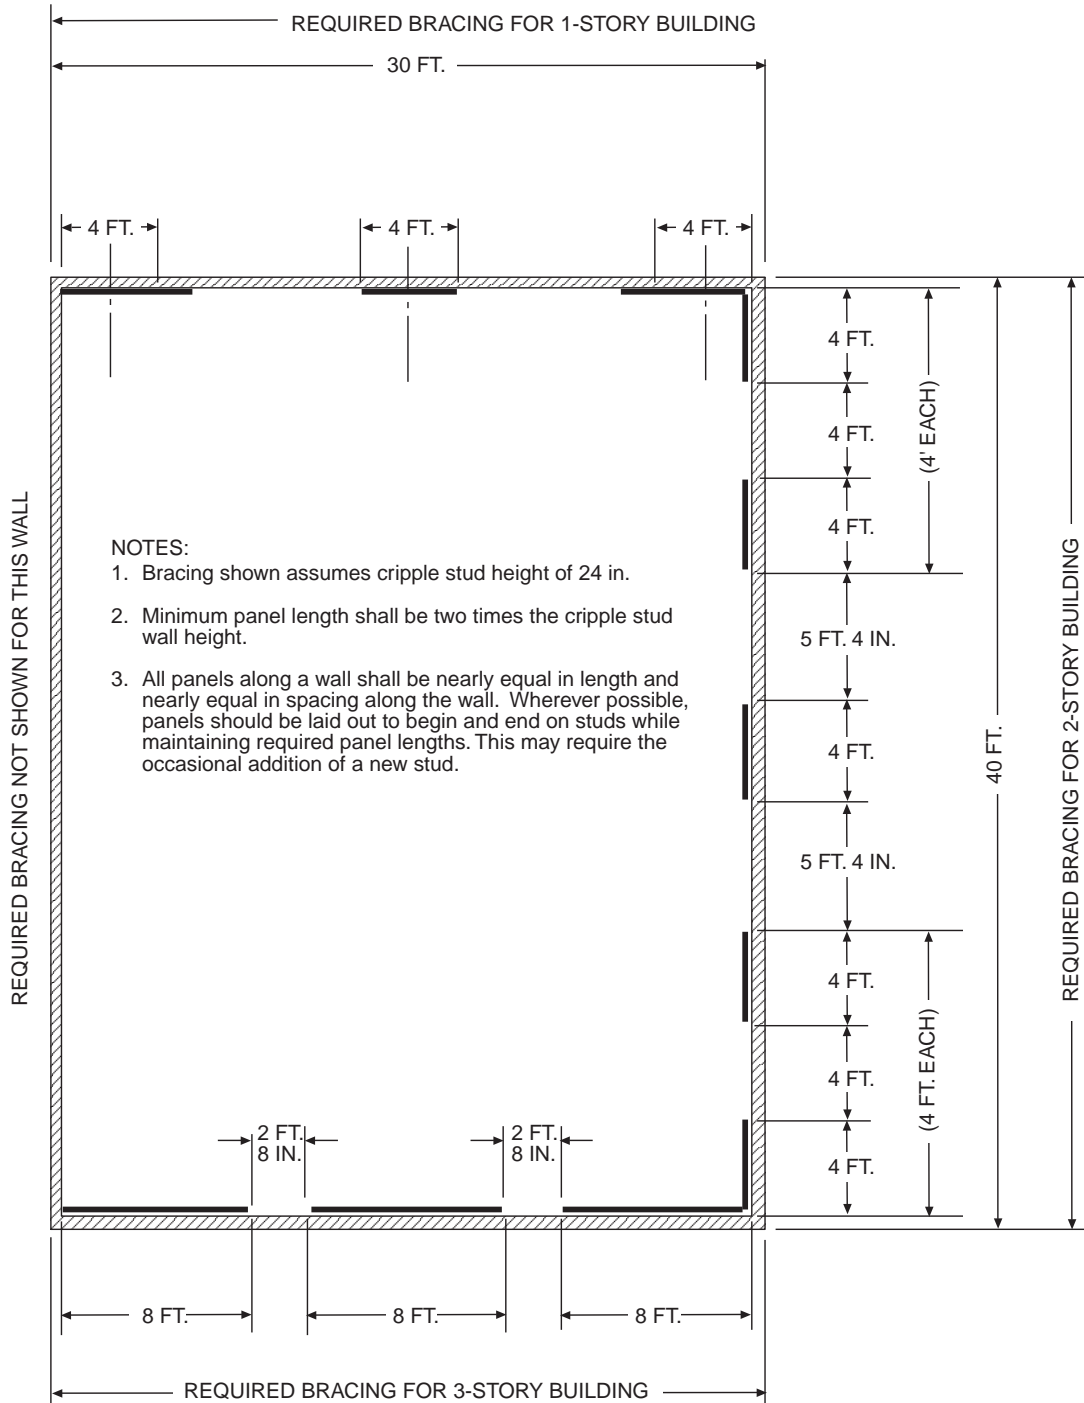 REQUIRED BRACING FOR 1-STORY BUILDING
30 FT.
4 FT.
4 FT.
4 FT.
4 FT.
4 FT.
4 FT.
(4' EACH)
5 FT. 4 IN.
4 FT.
5 FT. 4 IN.
4 FT.
4 FT.
4 FT.
(4 FT. EACH)
40 FT.
REQUIRED BRACING FOR 2-STORY BUILDING
REQUIRED BRACING NOT SHOWN FOR THIS WALL
NOTES:
1. Bracing shown assumes cripple stud height of 24 in.
2. Minimum panel length shall be two times the cripple stud
wall height.
3. All panels along a wall shall be nearly equal in length and
nearly equal in spacing along the wall. Wherever possible,
panels should be laid out to begin and end on studs while
maintaining required panel lengths. This may require the
occasional addition of a new stud.
2 FT.
8 IN.
2 FT.
8 IN.
8 FT.
8 FT.
8 FT.
REQUIRED BRACING FOR 3-STORY BUILDING